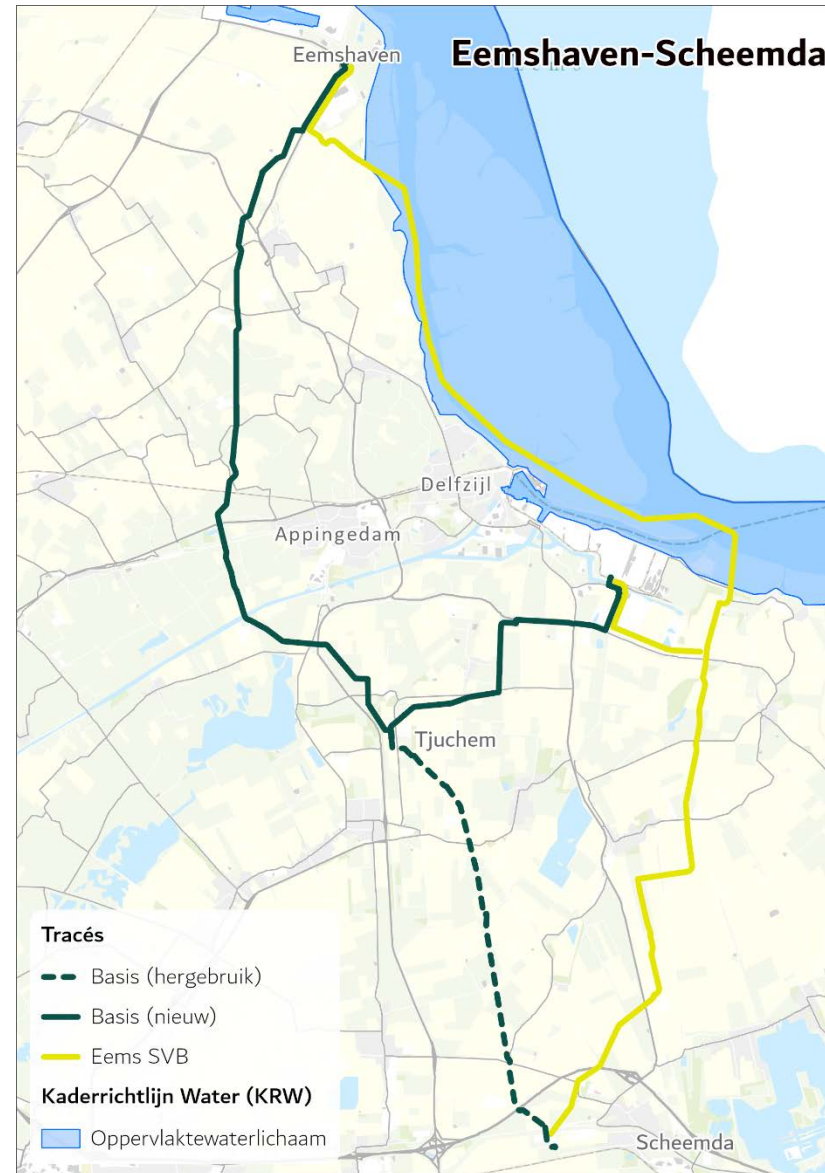 Eemshaven
Eemshaven-Scheemda
Delfzijl
Appingedam
Tjuchem
Tracés
Basis (hergebruik)
Basis (nieuw)
Eems SVB
Kaderrichtlijn Water (KRW)
Oppervlaktewaterlichaam
Scheemda